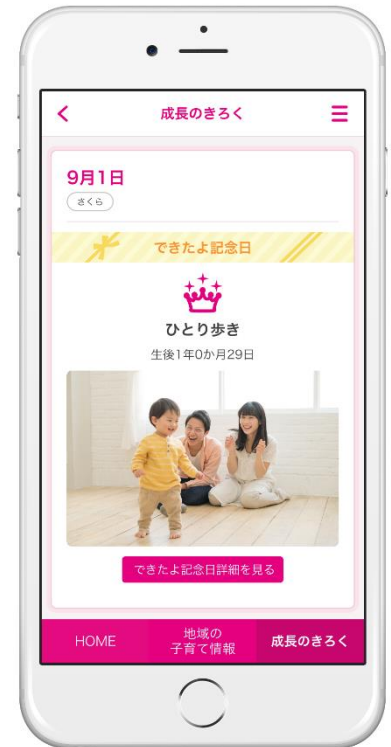 成長のきろく
9月1日
さくら
できたよ記念日
ひとり歩き
生後1年0か月29日
できたよ記念日詳細を見る
HOME
地域の
子育て情報
成長のきろく